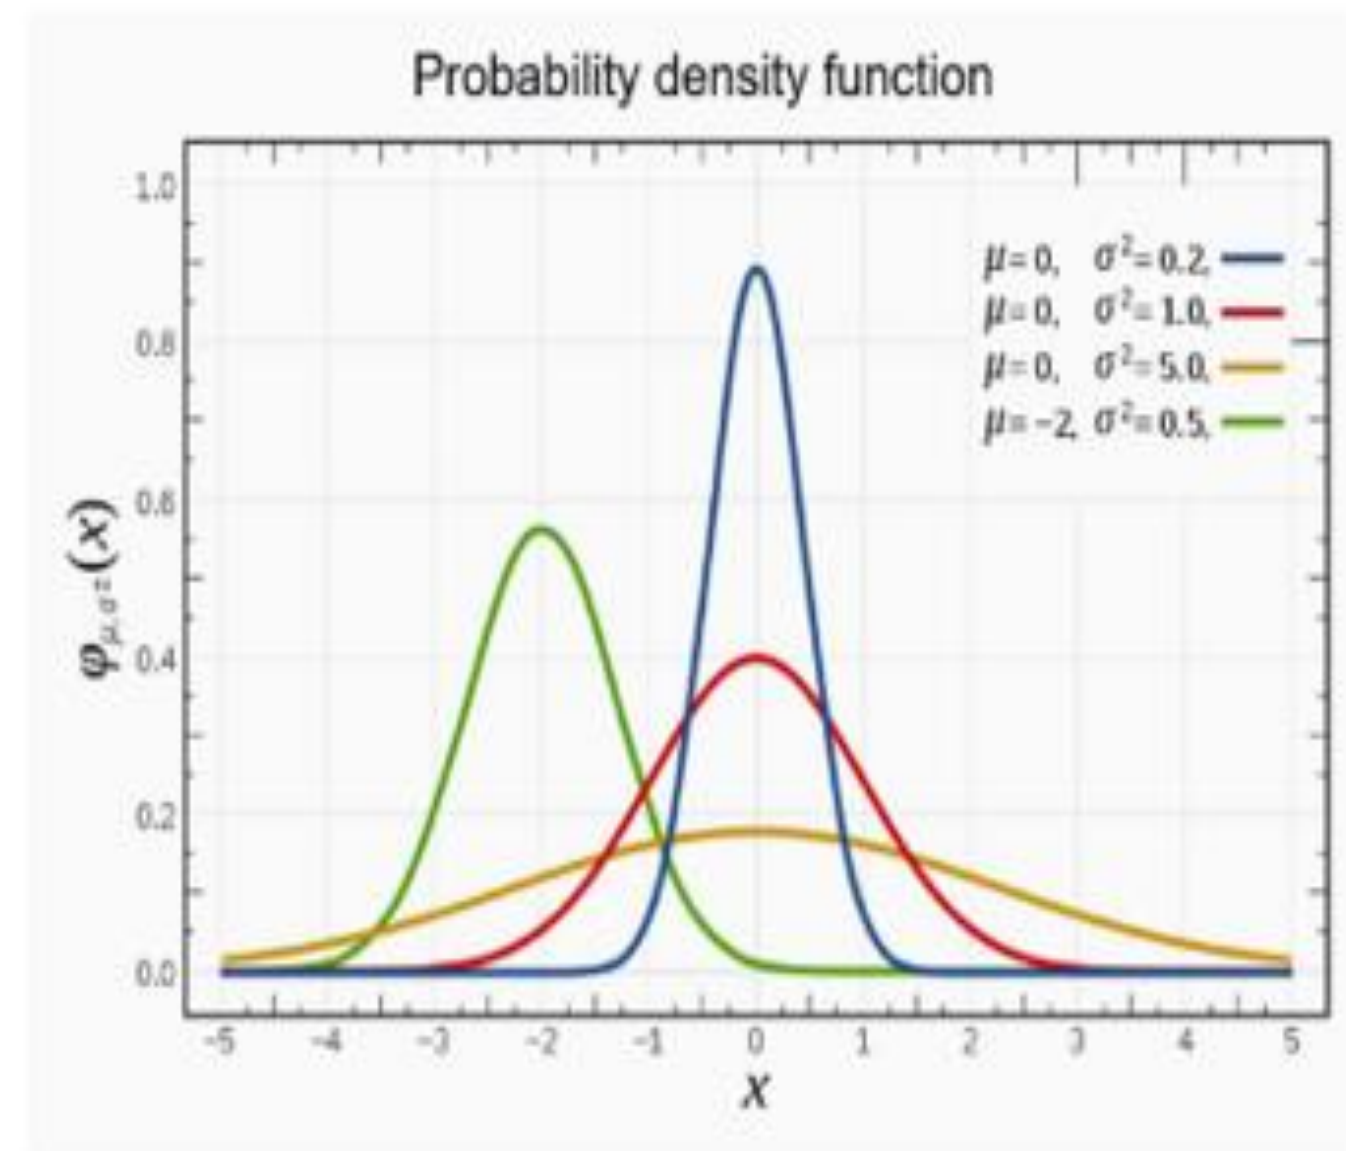 Probability density function
1.0
0.8
0.6
0.4
0.2
0.0
φμ,σ²(x)
μ=0, σ²=0.2,
μ=0, σ²=1.0,
μ=0, σ²=5.0,
μ=−2, σ²=0.5,
−5 −4 −3 −2 −1 0 1 2 3 4 5
x